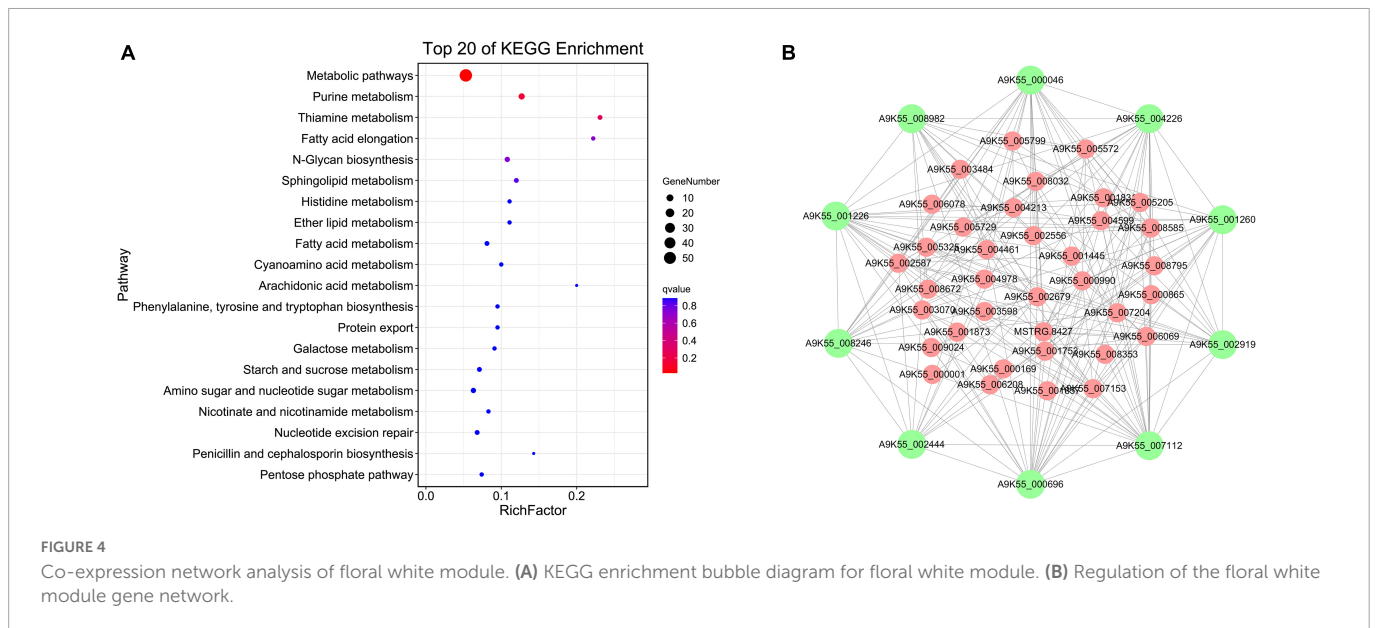 A
Top 20 of KEGG Enrichment
Pathway
Metabolic pathways
Purine metabolism
Thiamine metabolism
Fatty acid elongation
N-Glycan biosynthesis
Sphingolipid metabolism
Histidine metabolism
Ether lipid metabolism
Fatty acid metabolism
Cyanoamino acid metabolism
Arachidonic acid metabolism
Phenylalanine, tyrosine and tryptophan biosynthesis
Protein export
Galactose metabolism
Starch and sucrose metabolism
Amino sugar and nucleotide sugar metabolism
Nicotinate and nicotinamide metabolism
Nucleotide excision repair
Penicillin and cephalosporin biosynthesis
Pentose phosphate pathway
0.0 0.1 0.2
RichFactor
GeneNumber
10
20
30
40
50
qvalue
0.8
0.6
0.4
0.2
B
A9K55_000046
A9K55_008982
A9K55_004226
A9K55_005799
A9K55_005572
A9K55_003484
A9K55_008032
A9K55_005205
A9K55_006078
A9K55_004213
A9K55_001226
A9K55_004599
A9K55_001260
A9K55_005729
A9K55_008585
A9K55_002556
A9K55_004461
A9K55_001445
A9K55_002587
A9K55_008795
A9K55_004978
A9K55_000990
A9K55_008672
A9K55_002679
A9K55_000865
A9K55_003070
A9K55_003598
A9K55_007204
A9K55_001873
MSTRG.8427
A9K55_006069
A9K55_008246
A9K55_002919
A9K55_009024
A9K55_008353
A9K55_000169
A9K55_000001
A9K55_006208
A9K55_007153
A9K55_002444
A9K55_007112
A9K55_000696
FIGURE 4
Co-expression network analysis of floral white module. (A) KEGG enrichment bubble diagram for floral white module. (B) Regulation of the floral white
module gene network.